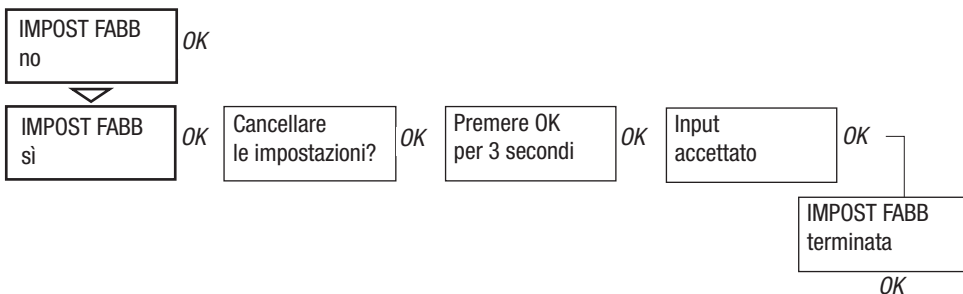 IMPOST FABB
no
OK
IMPOST FABB
sì
OK
Cancellare
le impostazioni?
OK
Premere OK
per 3 secondi
OK
Input
accettato
OK
IMPOST FABB
terminata
OK